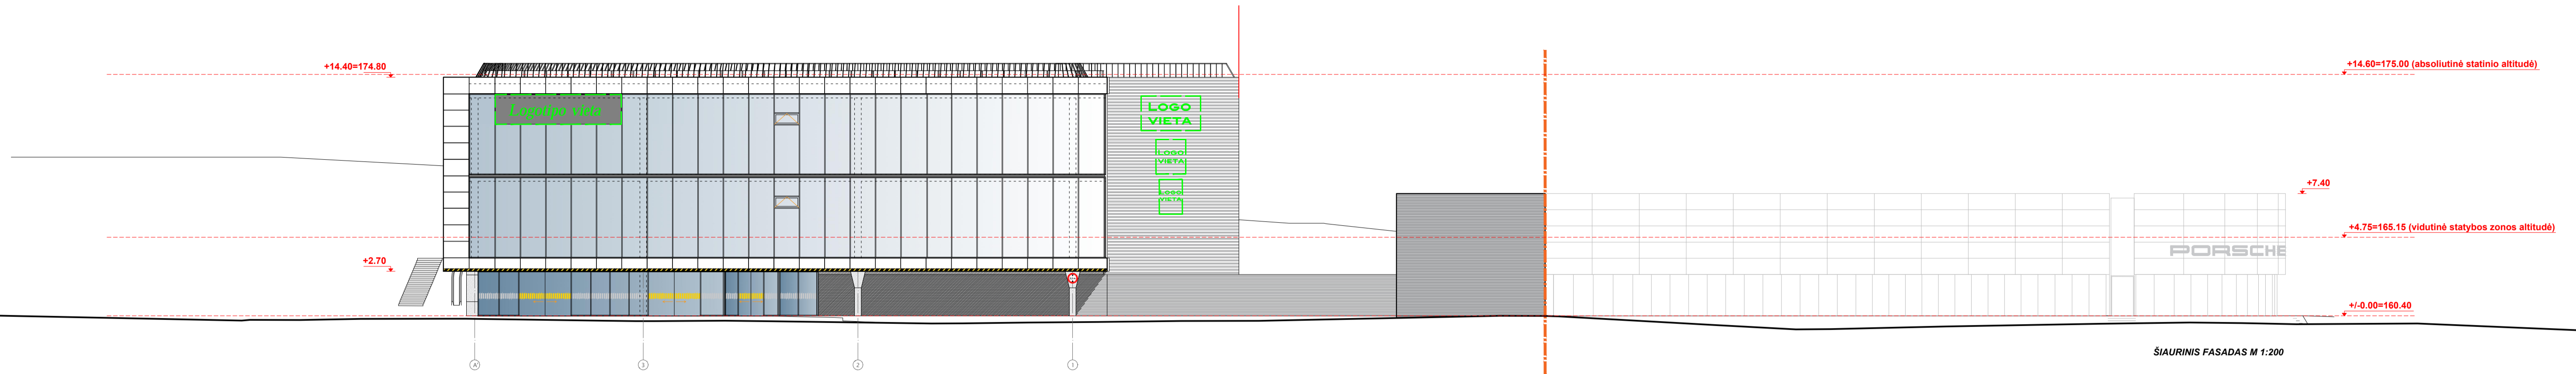 +14.40=174.80
+14.60=175.00 (absoliutinė statinio altitudė)
Logotipo vieta
LOGO
VIETA
LOGO
VIETA
LOGO
VIETA
+7.40
+4.75=165.15 (vidutinė statybos zonos altitudė)
PORSCHE
+2.70
+/-0.00=160.40
ŠIAURINIS FASADAS M 1:200
A
3
2
1